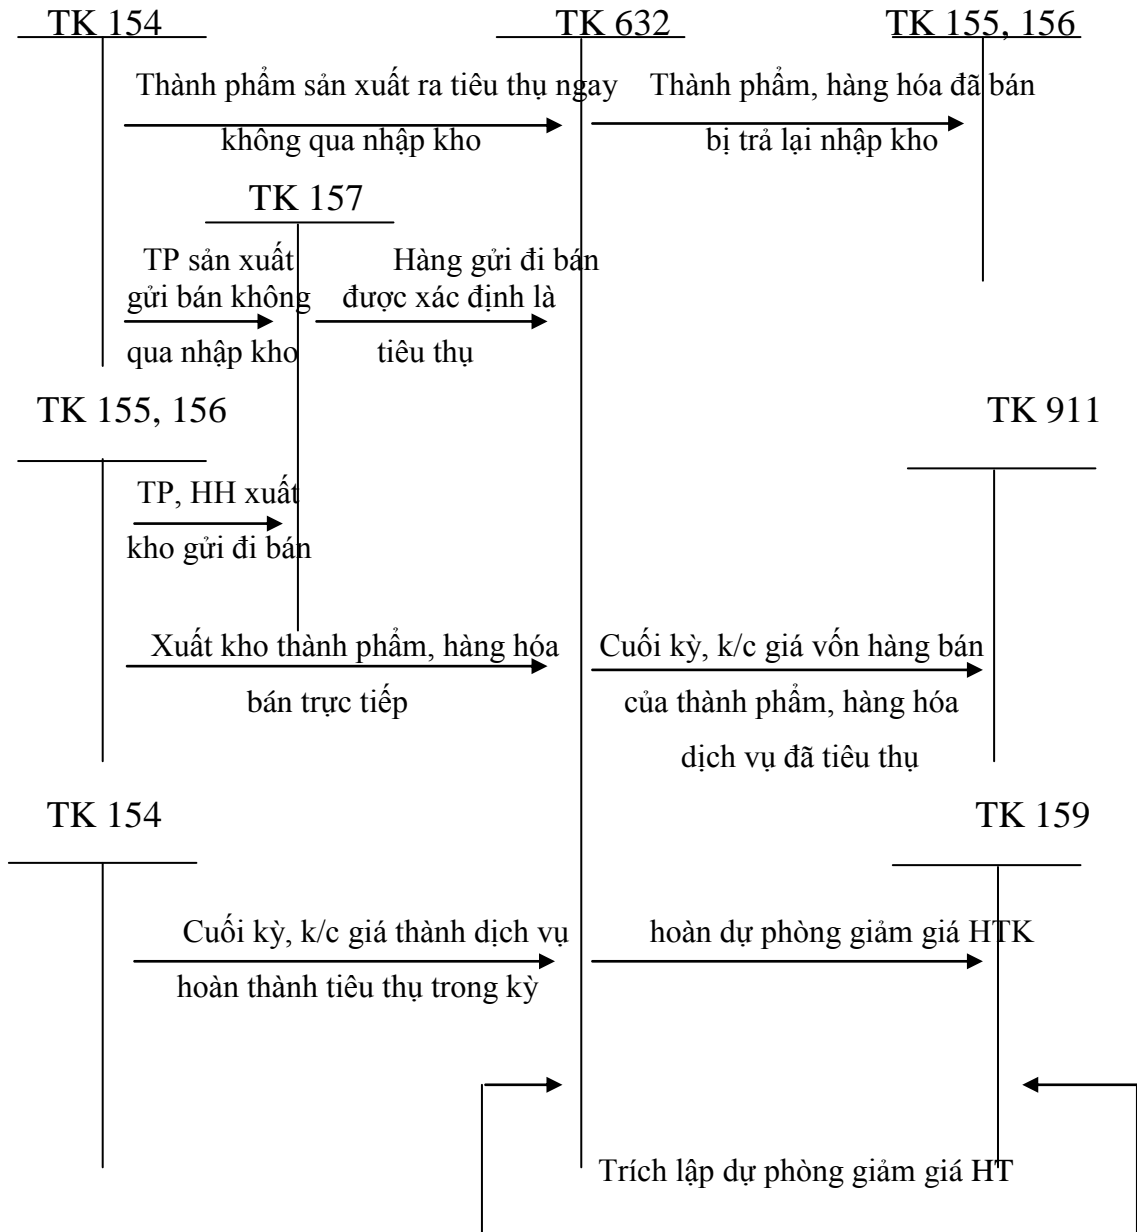 TK 154
TK 632
TK 155, 156
Thành phẩm sản xuất ra tiêu thụ ngay
không qua nhập kho
Thành phẩm, hàng hóa đã bán
bị trả lại nhập kho
TK 157
TP sản xuất
gửi bán không
qua nhập kho
Hàng gửi đi bán
được xác định là
tiêu thụ
TK 155, 156
TK 911
TP, HH xuất
kho gửi đi bán
Xuất kho thành phẩm, hàng hóa
bán trực tiếp
Cuối kỳ, k/c giá vốn hàng bán
của thành phẩm, hàng hóa
dịch vụ đã tiêu thụ
TK 154
TK 159
Cuối kỳ, k/c giá thành dịch vụ
hoàn thành tiêu thụ trong kỳ
hoàn dự phòng giảm giá HTK
Trích lập dự phòng giảm giá HT